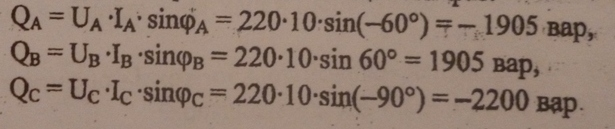 Q_A = U_A·I_A·sinφ_A = 220·10·sin(−60°) = − 1905 вар,
Q_B = U_B·I_B·sinφ_B = 220·10·sin 60° = 1905 вар,
Q_C = U_C·I_C·sinφ_C = 220·10·sin(−90°) = −2200 вар.